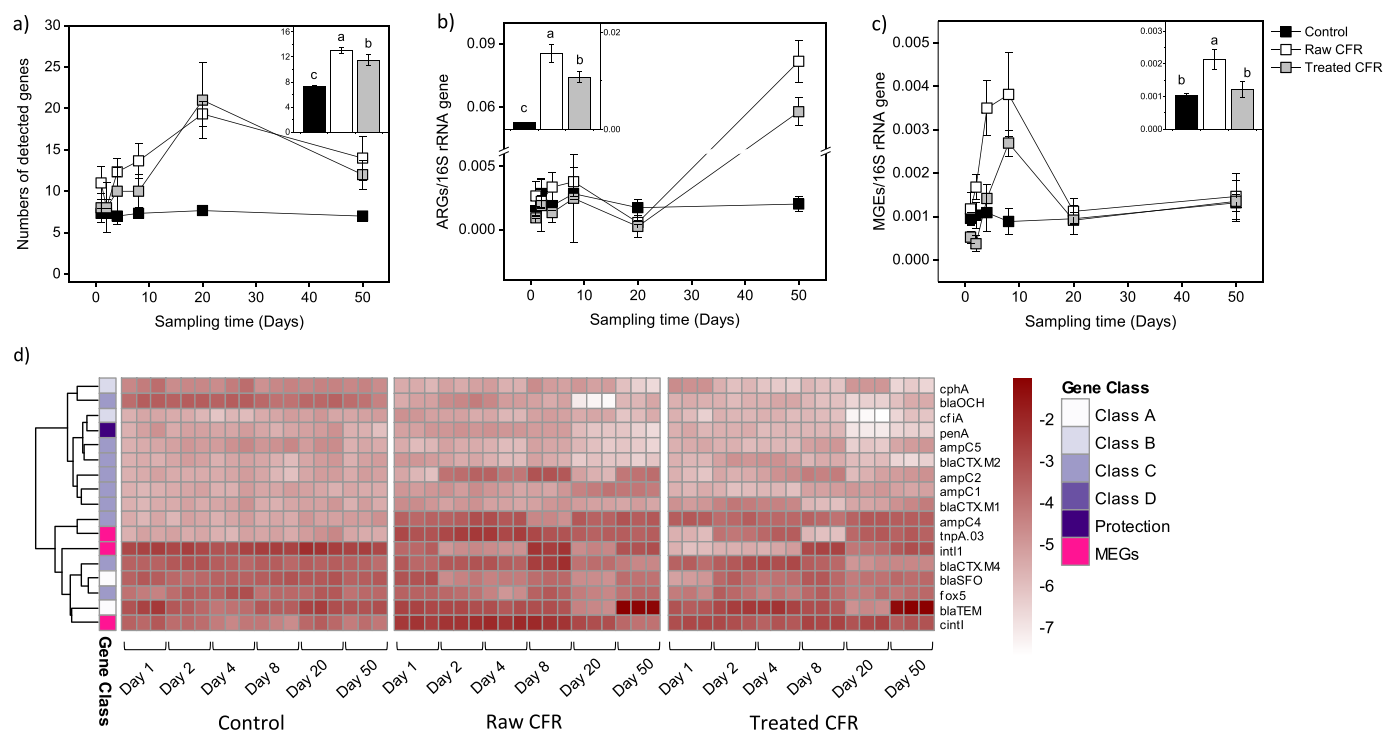 a)
Numbers of detected genes
30
25
20
15
10
5
0
0 10 20 30 40 50
Sampling time (Days)
16
12
8
4
0
c a b
b)
ARGs/16S rRNA gene
0.09
0.06
0.005
0.000
0 10 20 30 40 50
Sampling time (Days)
0.02
0.00
c a b
c)
MGEs/16S rRNA gene
0.005
0.004
0.003
0.002
0.001
0.000
0 10 20 30 40 50
Sampling time (Days)
0.003
0.002
0.001
0.000
b a b
Control
Raw CFR
Treated CFR
d)
cphA
blaOCH
cfiA
penA
ampC5
blaCTX.M2
ampC2
ampC1
blaCTX.M1
ampC4
tnpA.03
intI1
blaCTX.M4
blaSFO
fox5
blaTEM
cintI
-2
-3
-4
-5
-6
-7
Gene Class
Class A
Class B
Class C
Class D
Protection
MEGs
Gene Class
Day 1 Day 2 Day 4 Day 8 Day 20 Day 50
Day 1 Day 2 Day 4 Day 8 Day 20 Day 50
Day 1 Day 2 Day 4 Day 8 Day 20 Day 50
Control Raw CFR Treated CFR